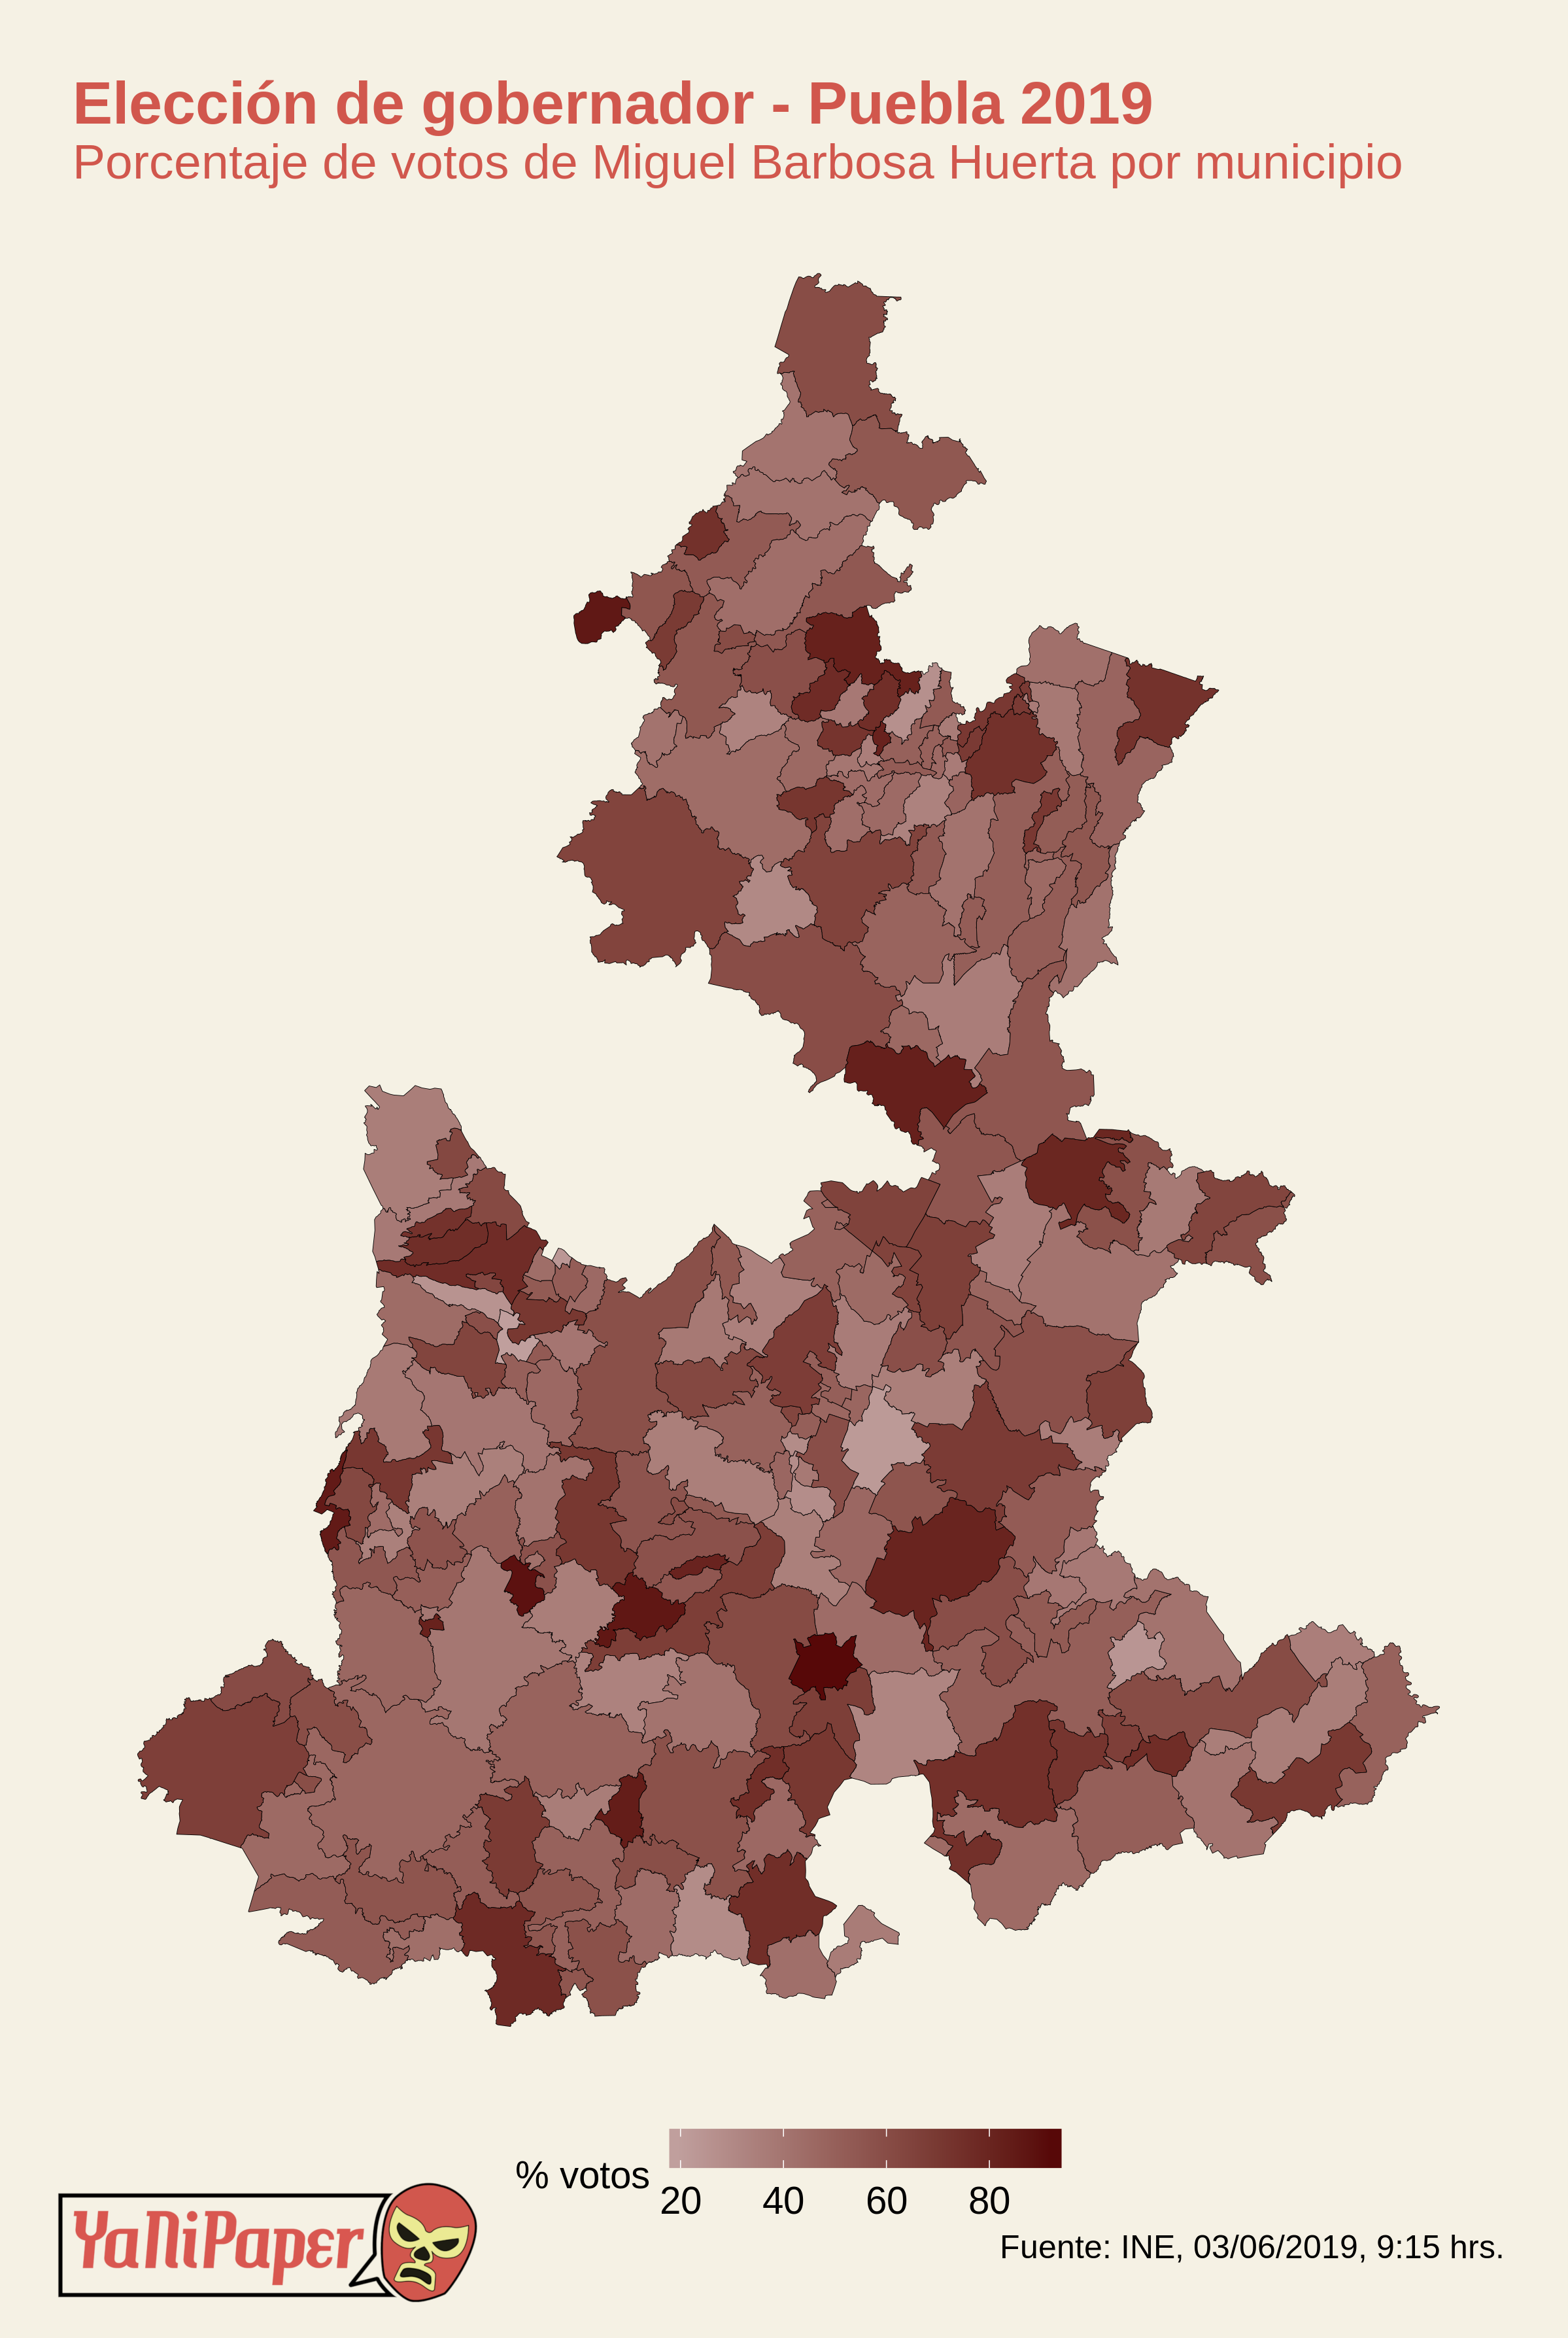 Elección de gobernador - Puebla 2019
Porcentaje de votos de Miguel Barbosa Huerta por municipio
% votos
20 40 60 80
YaNiPaper
Fuente: INE, 03/06/2019, 9:15 hrs.